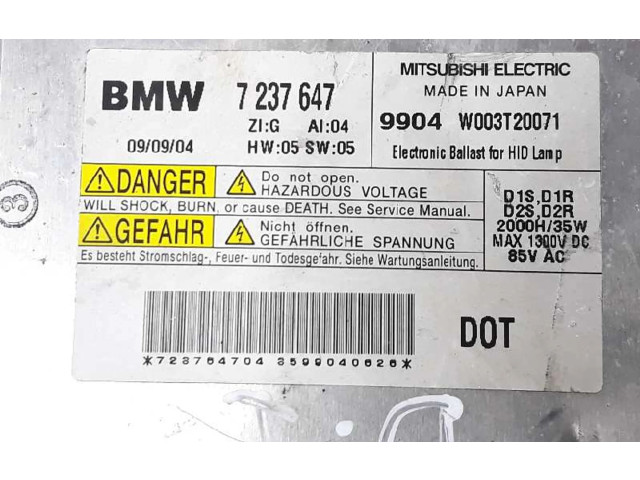 BMW 7 237 647
ZI:G AI:04
09/09/04 HW:05 SW:05
MITSUBISHI ELECTRIC
MADE IN JAPAN
9904 W003T20071
Electronic Ballast for HID Lamp
DANGER Do not open.
HAZARDOUS VOLTAGE
WILL SHOCK, BURN, or cause DEATH. See Service Manual.
GEFAHR Nicht öffnen.
GEFÄHRLICHE SPANNUNG
Es besteht Stromschlag-, Feuer- und Todesgefahr. Siehe Wartungsanleitung.
D1S,D1R
D2S,D2R
2000H/35W
MAX 1300V DC
85V AC
*723764704 3599040626*
DOT
3